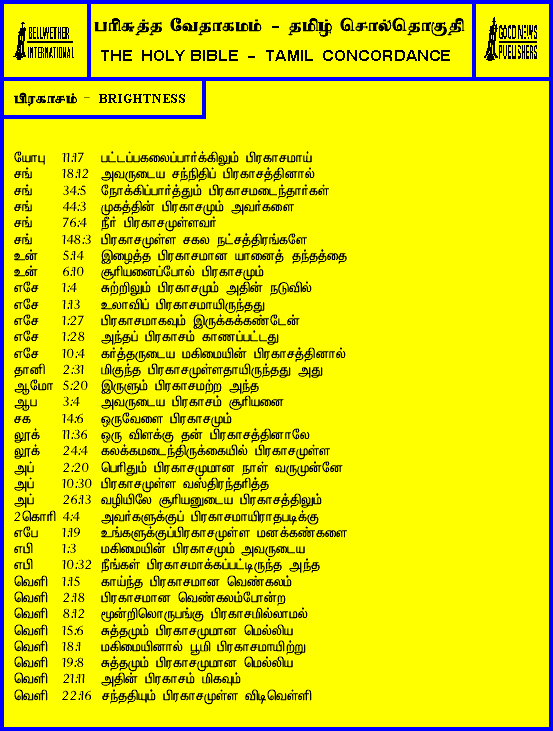 BELLWETHER
INTERNATIONAL
பரிசுத்த வேதாகமம் - தமிழ் சொல்தொகுதி
THE HOLY BIBLE - TAMIL CONCORDANCE
GOOD NEWS
PUBLISHERS
பிரகாசம் - BRIGHTNESS
யோபு 11:17 பட்டப்பகலைப்பார்க்கிலும் பிரகாசமாய்
சங் 18:12 அவருடைய சந்நிதிப் பிரகாசத்தினால்
சங் 34:5 நோக்கிப்பார்த்தும் பிரகாசமடைந்தார்கள்
சங் 44:3 முகத்தின் பிரகாசமும் அவர்களை
சங் 76:4 நீர் பிரகாசமுள்ளவர்
சங் 148:3 பிரகாசமுள்ள சகல நட்சத்திரங்களே
உன் 5:14 இழைத்த பிரகாசமான யானைத் தந்தத்தை
உன் 6:10 சூரியனைப்போல் பிரகாசமும்
எசே 1:4 சுற்றிலும் பிரகாசமும் அதின் நடுவில்
எசே 1:13 உலாவிப் பிரகாசமாயிருந்தது
எசே 1:27 பிரகாசமாகவும் இருக்கக்கண்டேன்
எசே 1:28 அந்தப் பிரகாசம் காணப்பட்டது
எசே 10:4 கர்த்தருடைய மகிமையின் பிரகாசத்தினால்
தானி 2:31 மிகுந்த பிரகாசமுள்ளதாயிருந்தது அது
ஆமோ 5:20 இருளும் பிரகாசமற்ற அந்த
ஆப 3:4 அவருடைய பிரகாசம் சூரியனை
சக 14:6 ஒருவேளை பிரகாசமும்
லூக் 11:36 ஒரு விளக்கு தன் பிரகாசத்தினாலே
லூக் 24:4 கலக்கமடைந்திருக்கையில் பிரகாசமுள்ள
அப் 2:20 பெரிதும் பிரகாசமுமான நாள் வருமுன்னே
அப் 10:30 பிரகாசமுள்ள வஸ்திரந்தரித்த
அப் 26:13 வழியிலே சூரியனுடைய பிரகாசத்திலும்
2கொரி 4:4 அவர்களுக்குப் பிரகாசமாயிராதபடிக்கு
எபே 1:19 உங்களுக்குப்பிரகாசமுள்ள மனக்கண்களை
எபி 1:3 மகிமையின் பிரகாசமும் அவருடைய
எபி 10:32 நீங்கள் பிரகாசமாக்கப்பட்டிருந்த அந்த
வெளி 1:15 காய்ந்த பிரகாசமான வெண்கலம்
வெளி 2:18 பிரகாசமான வெண்கலம்போன்ற
வெளி 8:12 மூன்றிலொருபங்கு பிரகாசமில்லாமல்
வெளி 15:6 சுத்தமும் பிரகாசமுமான மெல்லிய
வெளி 18:1 மகிமையினால் பூமி பிரகாசமாயிற்று
வெளி 19:8 சுத்தமும் பிரகாசமுமான மெல்லிய
வெளி 21:11 அதின் பிரகாசம் மிகவும்
வெளி 22:16 சந்ததியும் பிரகாசமுள்ள விடிவெள்ளி